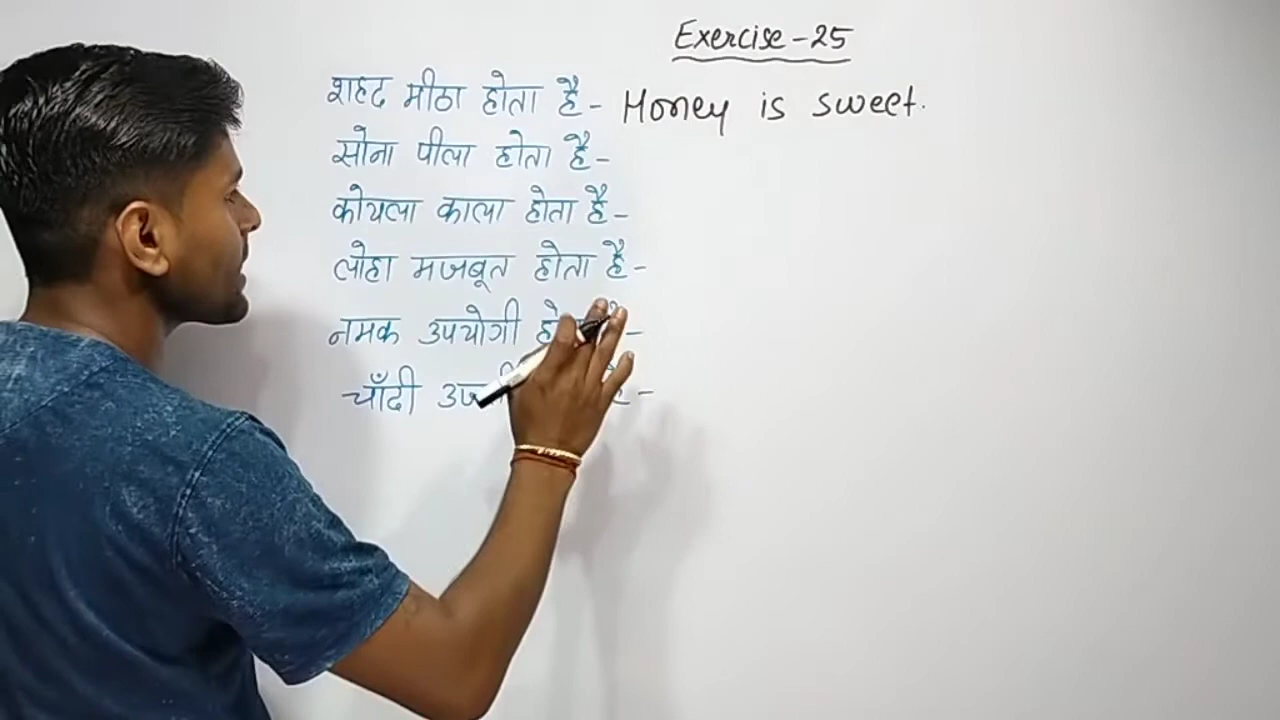 Exercise - 25
शहद मीठा होता है - Honey is sweet.
सोना पीला होता है -
कोयला काला होता है -
लोहा मजबूत होता है -
नमक उपयोगी -
चाँदी -